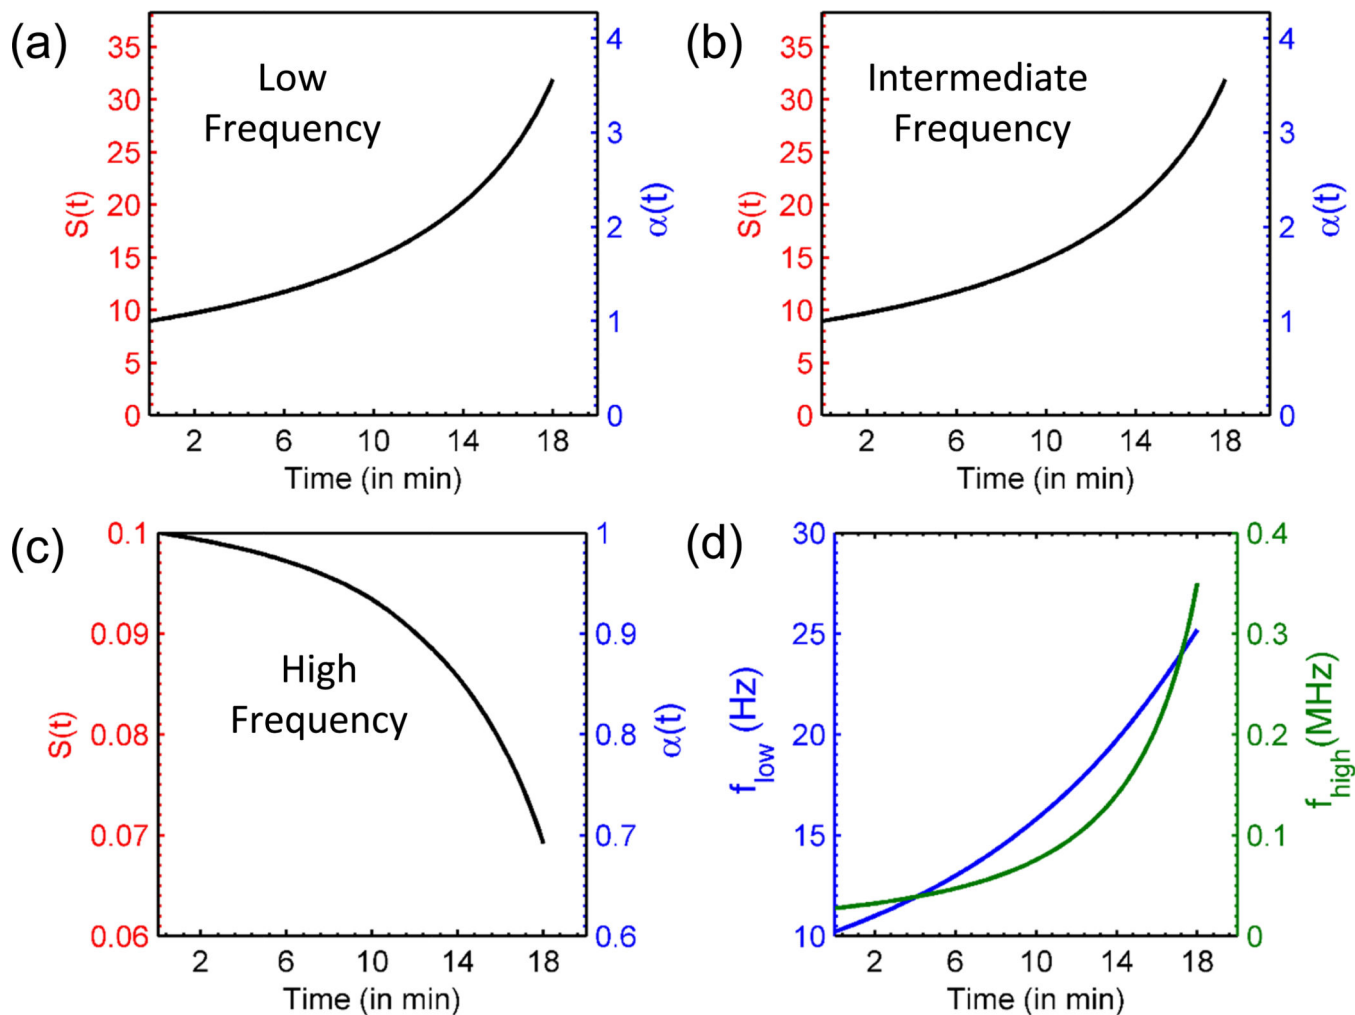 (a)
Low
Frequency
S(t)
35
30
25
20
15
10
5
0
4
3
2
1
0
α(t)
2 6 10 14 18
Time (in min)
(b)
Intermediate
Frequency
S(t)
35
30
25
20
15
10
5
0
4
3
2
1
0
α(t)
2 6 10 14 18
Time (in min)
(c)
High
Frequency
S(t)
0.1
0.09
0.08
0.07
0.06
1
0.9
0.8
0.7
0.6
α(t)
2 6 10 14 18
Time (in min)
(d)
f_low (Hz)
30
25
20
15
10
0.4
0.3
0.2
0.1
0
f_high (MHz)
2 6 10 14 18
Time (in min)